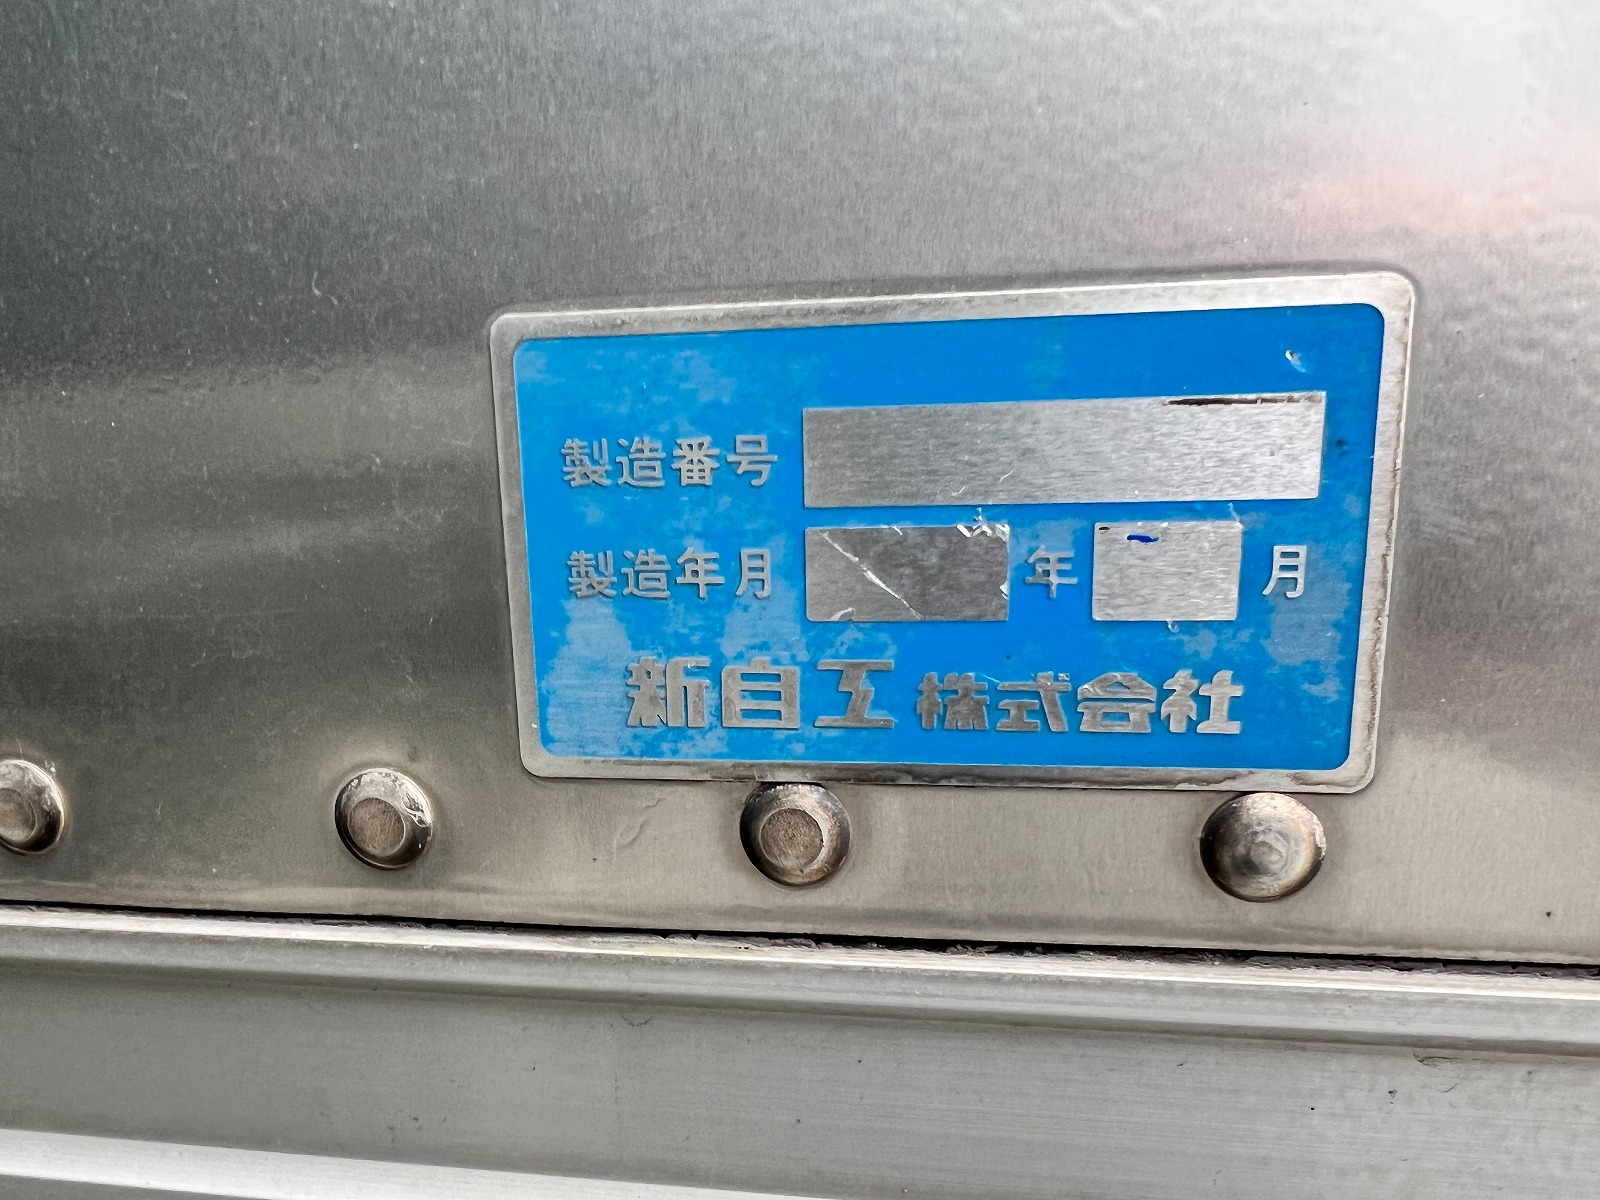 製造番号
製造年月 年 月
新自工株式会社